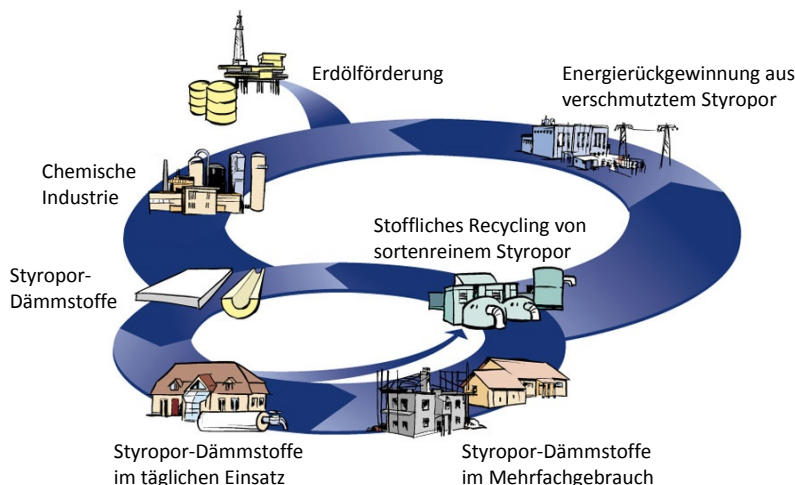 Erdölförderung
Energierückgewinnung aus
verschmutztem Styropor
Chemische
Industrie
Stoffliches Recycling von
sortenreinem Styropor
Styropor-
Dämmstoffe
Styropor-Dämmstoffe
im täglichen Einsatz
Styropor-Dämmstoffe
im Mehrfachgebrauch